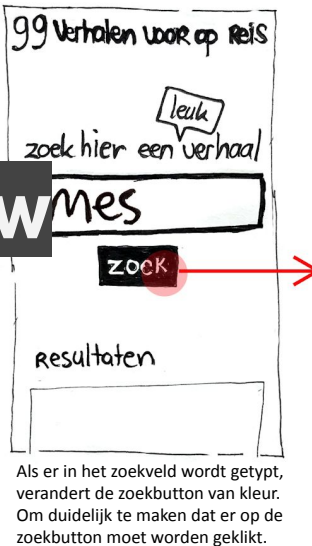 99 Verhalen voor op Reis
leuk
zoek hier een verhaal
w mes
zoek
Resultaten
Als er in het zoekveld wordt getypt,
verandert de zoekbutton van kleur.
Om duidelijk te maken dat er op de
zoekbutton moet worden geklikt.